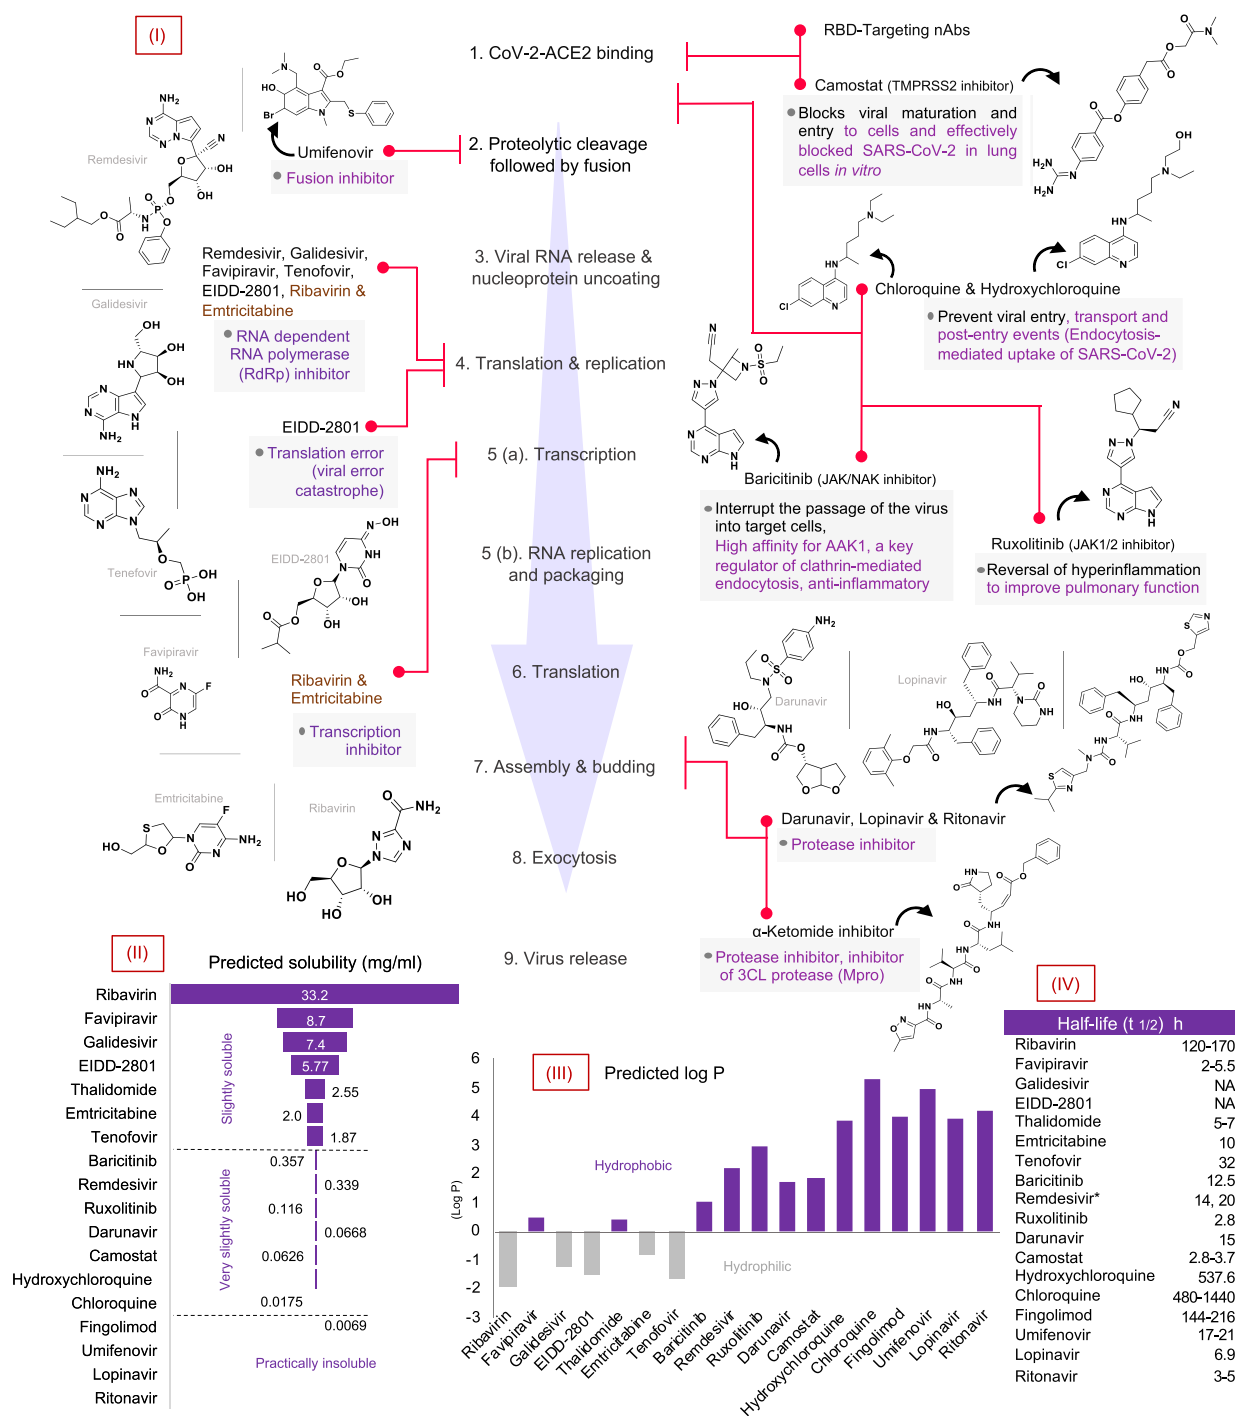 (I)
1. CoV-2-ACE2 binding
RBD-Targeting nAbs
Camostat (TMPRSS2 inhibitor)
Blocks viral maturation and
entry to cells and effectively
blocked SARS-CoV-2 in lung
cells in vitro
Remdesivir
Umifenovir
Fusion inhibitor
2. Proteolytic cleavage
followed by fusion
Remdesivir, Galidesivir,
Favipiravir, Tenofovir,
EIDD-2801, Ribavirin &
Emtricitabine
RNA dependent
RNA polymerase
(RdRp) inhibitor
3. Viral RNA release &
nucleoprotein uncoating
Chloroquine & Hydroxychloroquine
Prevent viral entry, transport and
post-entry events (Endocytosis-
mediated uptake of SARS-CoV-2)
Galidesivir
4. Translation & replication
EIDD-2801
Translation error
(viral error
catastrophe)
5 (a). Transcription
Baricitinib (JAK/NAK inhibitor)
Interrupt the passage of the virus
into target cells,
High affinity for AAK1, a key
regulator of clathrin-mediated
endocytosis, anti-inflammatory
Ruxolitinib (JAK1/2 inhibitor)
Reversal of hyperinflammation
to improve pulmonary function
Tenefovir
EIDD-2801
5 (b). RNA replication
and packaging
Favipiravir
Ribavirin &
Emtricitabine
Transcription
inhibitor
6. Translation
Darunavir
Lopinavir
7. Assembly & budding
Darunavir, Lopinavir & Ritonavir
Protease inhibitor
Emtricitabine
Ribavirin
8. Exocytosis
α-Ketomide inhibitor
Protease inhibitor, inhibitor
of 3CL protease (Mpro)
9. Virus release
(II)
Predicted solubility (mg/ml)
Ribavirin 33.2
Favipiravir 8.7
Galidesivir 7.4
EIDD-2801 5.77
Thalidomide 2.55
Emtricitabine 2.0
Tenofovir 1.87
Baricitinib 0.357
Remdesivir 0.339
Ruxolitinib 0.116
Darunavir 0.0668
Camostat 0.0626
Hydroxychloroquine
Chloroquine 0.0175
Fingolimod 0.0069
Umifenovir
Lopinavir
Ritonavir
Slightly soluble
Very slightly soluble
Practically insoluble
(III)
Predicted log P
(Log P)
6
5
4
3
2
1
0
-1
-2
-3
Hydrophobic
Hydrophilic
Ribavirin
Favipiravir
Galidesivir
EIDD-2801
Thalidomide
Emtricitabine
Tenofovir
Baricitinib
Remdesivir
Ruxolitinib
Darunavir
Camostat
Hydroxychloroquine
Chloroquine
Fingolimod
Umifenovir
Lopinavir
Ritonavir
(IV)
Half-life (t 1/2) h
Ribavirin 120-170
Favipiravir 2-5.5
Galidesivir NA
EIDD-2801 NA
Thalidomide 5-7
Emtricitabine 10
Tenofovir 32
Baricitinib 12.5
Remdesivir* 14, 20
Ruxolitinib 2.8
Darunavir 15
Camostat 2.8-3.7
Hydroxychloroquine 537.6
Chloroquine 480-1440
Fingolimod 144-216
Umifenovir 17-21
Lopinavir 6.9
Ritonavir 3-5